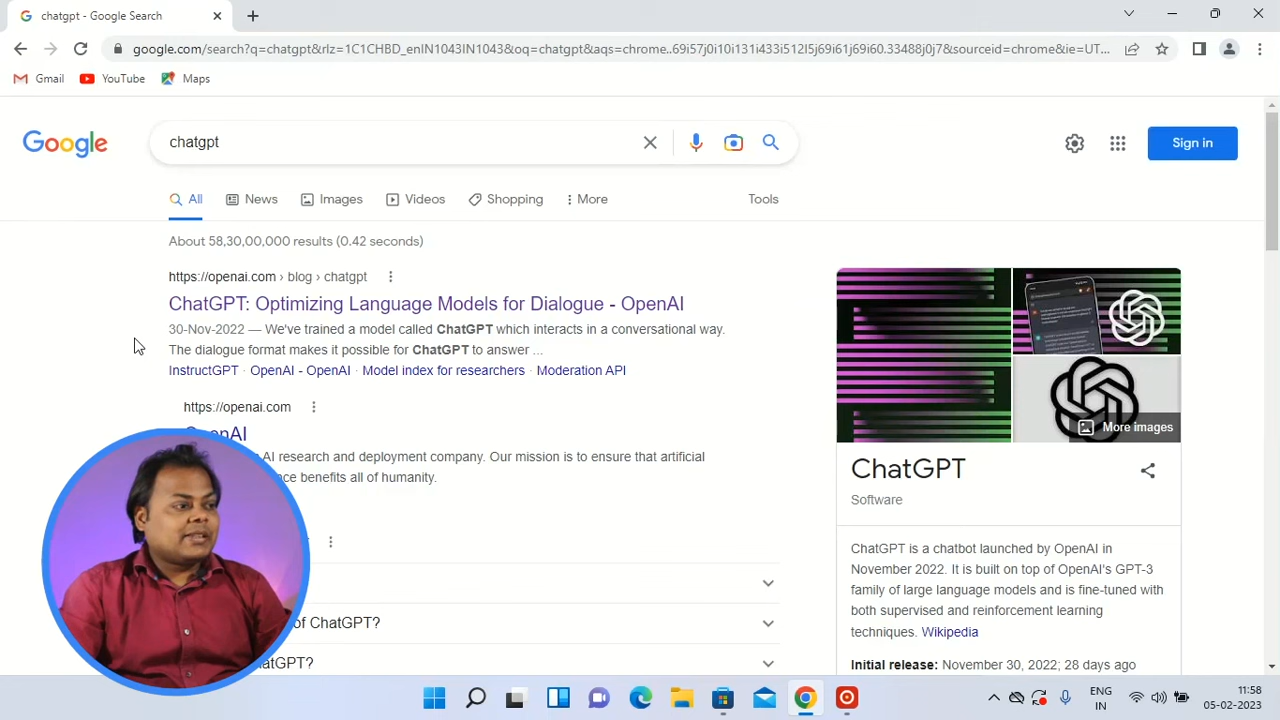 chatgpt - Google Search
google.com/search?q=chatgpt&rlz=1C1CHBD_enIN1043IN1043&oq=chatgpt&aqs=chrome..69i57j0i10i131i433i512l5j69i61j69i60.33488j0j7&sourceid=chrome&ie=UT...
Gmail YouTube Maps
Google chatgpt Sign in
All News Images Videos Shopping More Tools
About 58,30,00,000 results (0.42 seconds)
https://openai.com › blog › chatgpt
ChatGPT: Optimizing Language Models for Dialogue - OpenAI
30-Nov-2022 — We've trained a model called ChatGPT which interacts in a conversational way.
The dialogue format makes it possible for ChatGPT to answer ...
InstructGPT · OpenAI - OpenAI · Model index for researchers · Moderation API
https://openai.com
OpenAI
AI research and deployment company. Our mission is to ensure that artificial
benefits all of humanity.
of ChatGPT?
More images
ChatGPT
Software
ChatGPT is a chatbot launched by OpenAI in
November 2022. It is built on top of OpenAI's GPT-3
family of large language models and is fine-tuned with
both supervised and reinforcement learning
techniques. Wikipedia
Initial release: November 30, 2022; 28 days ago
ENG
IN
11:58
05-02-2023